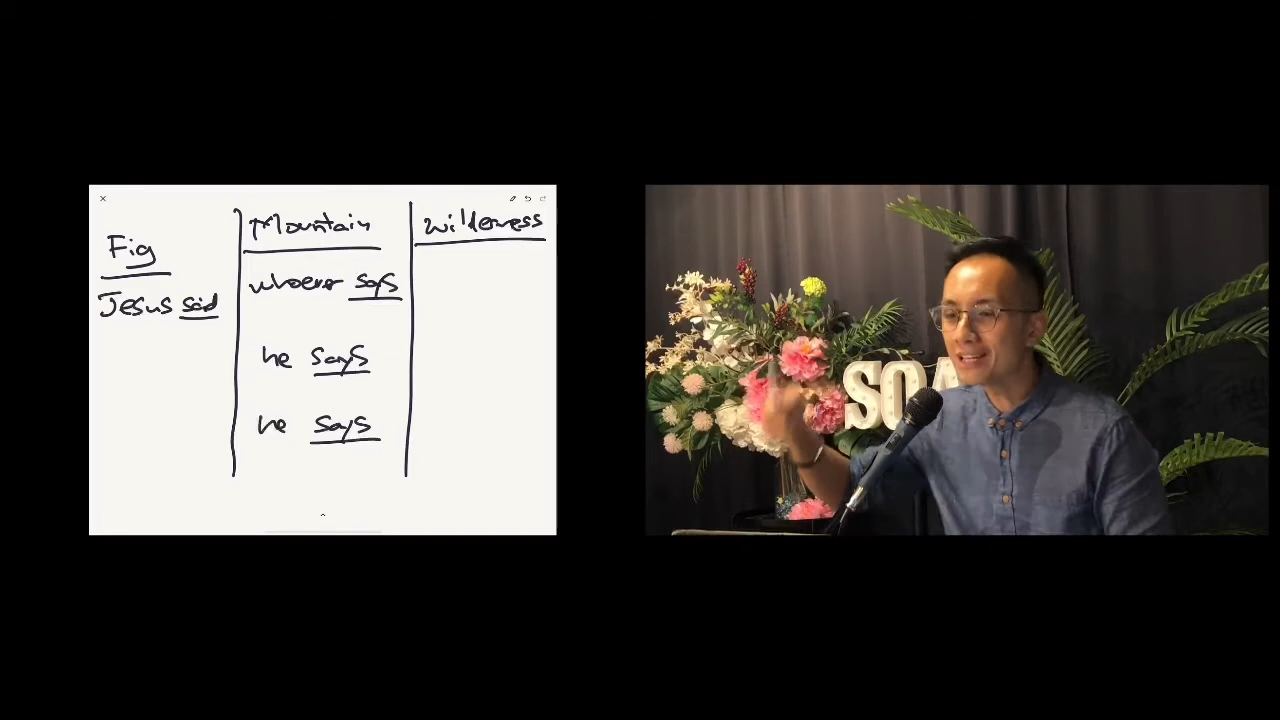 Fig
Jesus said
Mountain
whoever says
he says
he says
Wilderness
SOA